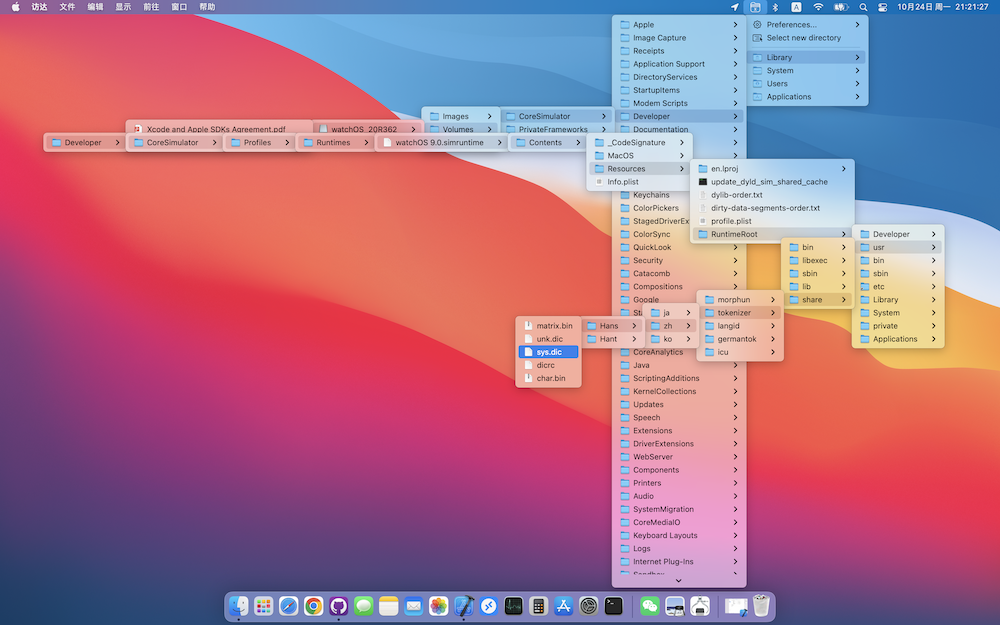 访达 文件 编辑 显示 前往 窗口 帮助
A
10月24日 周一 21:21:27
Preferences...
Select new directory
Library
System
Users
Applications
Apple
Image Capture
Receipts
Application Support
DirectoryServices
StartupItems
Modem Scripts
Developer
Documentation
Keychains
ColorPickers
StagedDriverEx
ColorSync
QuickLook
Security
Catacomb
Compositions
Google
CoreAnalytics
Java
ScriptingAdditions
KernelCollections
Updates
Speech
Extensions
DriverExtensions
WebServer
Components
Printers
Audio
SystemMigration
CoreMediaIO
Keyboard Layouts
Logs
Internet Plug-Ins
Sandbox
CoreSimulator
PrivateFrameworks
Images
Volumes
watchOS_20R362
Xcode and Apple SDKs Agreement.pdf
Developer
CoreSimulator
Profiles
Runtimes
watchOS 9.0.simruntime
Contents
_CodeSignature
MacOS
Resources
Info.plist
en.lproj
update_dyld_sim_shared_cache
dylib-order.txt
dirty-data-segments-order.txt
profile.plist
RuntimeRoot
Developer
usr
bin
sbin
etc
Library
System
private
Applications
bin
libexec
sbin
lib
share
morphun
tokenizer
langid
germantok
icu
ja
zh
ko
Hans
Hant
matrix.bin
unk.dic
sys.dic
dicrc
char.bin